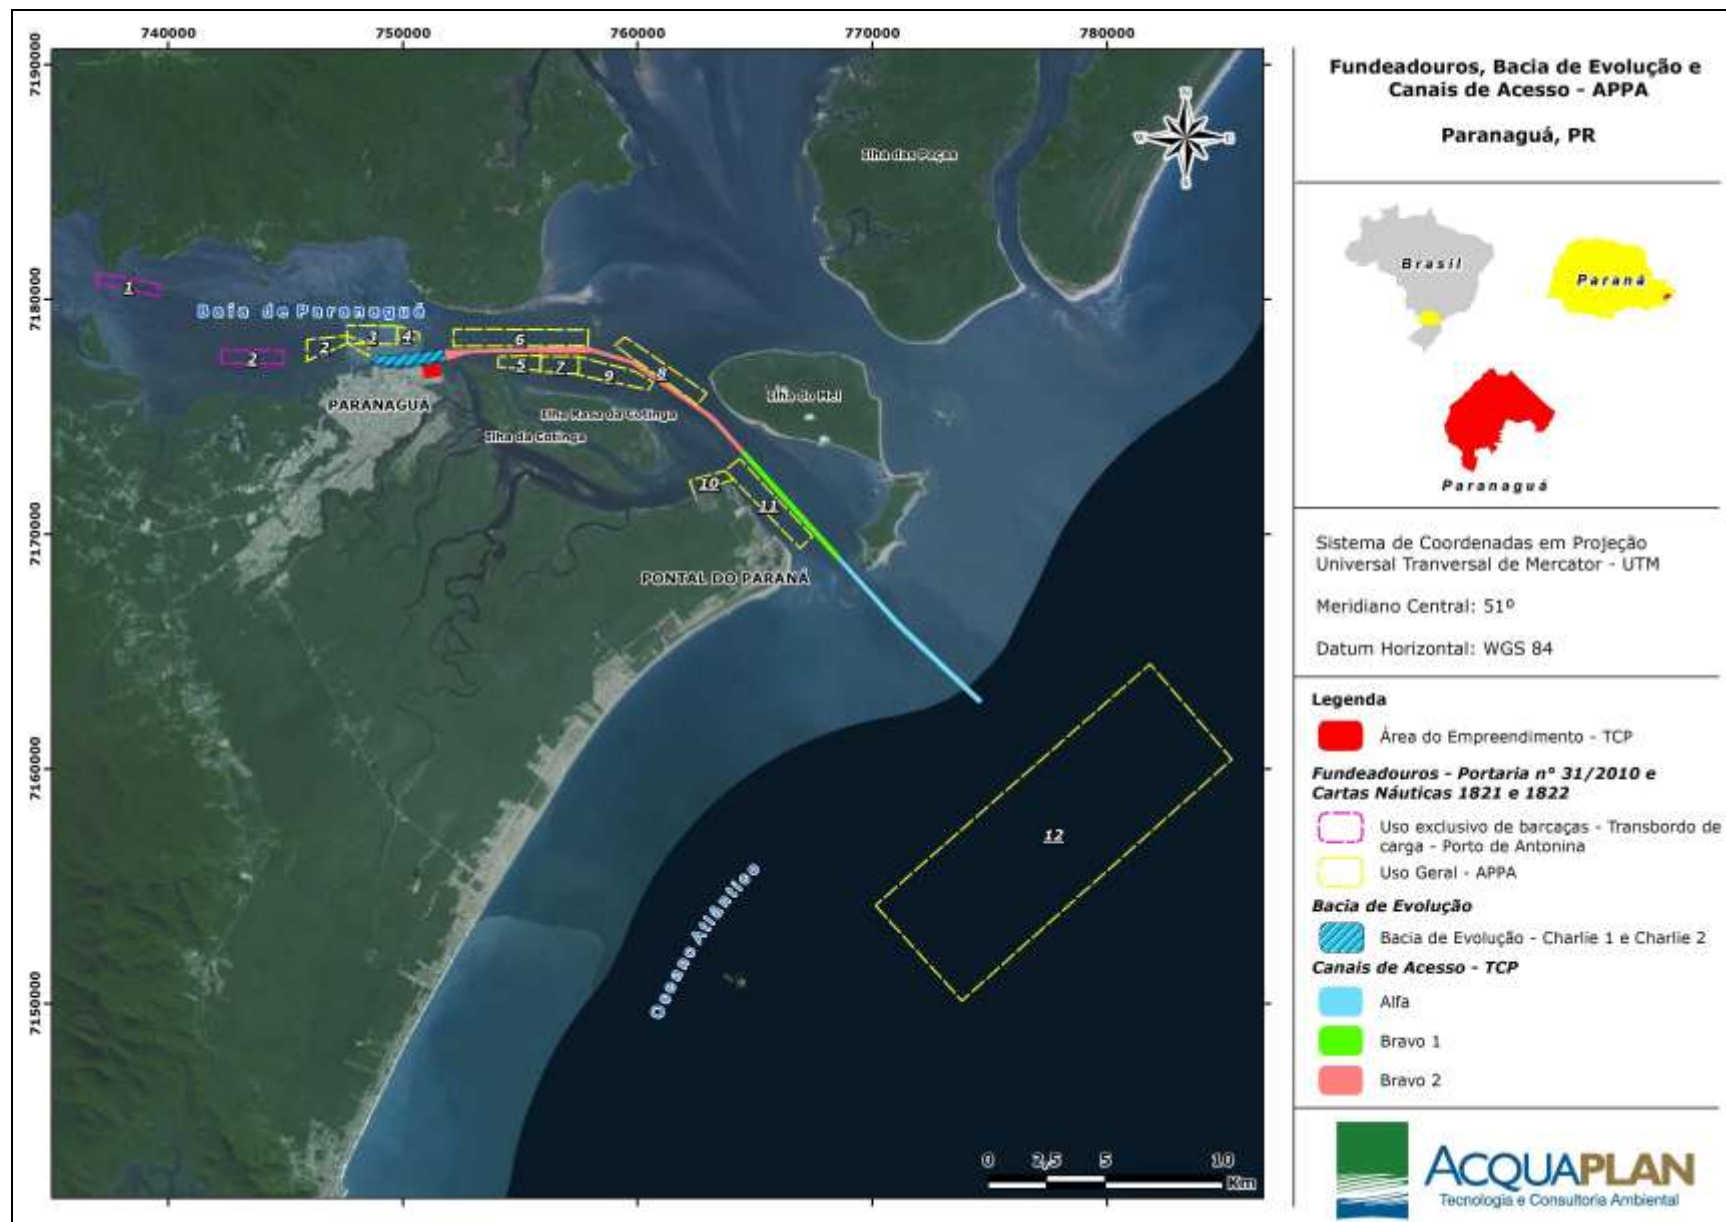 740000
750000
760000
770000
780000
7190000
7180000
7170000
7160000
7150000
N
S
Ilha das Peças
1
Baía de Paranaguá
2
2
3
4
6
5
7
9
8
Ilha do Mel
PARANAGUÁ
Ilha Rasa da Cotinga
Ilha da Cotinga
10
11
PONTAL DO PARANÁ
12
Oceano Atlântico
0
2,5
5
10
Km
Fundeadouros, Bacia de Evolução e
Canais de Acesso - APPA
Paranaguá, PR
Brasil
Paraná
Paranaguá
Sistema de Coordenadas em Projeção
Universal Tranversal de Mercator - UTM
Meridiano Central: 51º
Datum Horizontal: WGS 84
Legenda
Área do Empreendimento - TCP
Fundeadouros - Portaria n° 31/2010 e
Cartas Náuticas 1821 e 1822
Uso exclusivo de barcaças - Transbordo de
carga - Porto de Antonina
Uso Geral - APPA
Bacia de Evolução
Bacia de Evolução - Charlie 1 e Charlie 2
Canais de Acesso - TCP
Alfa
Bravo 1
Bravo 2
ACQUAPLAN
Tecnologia e Consultoria Ambiental